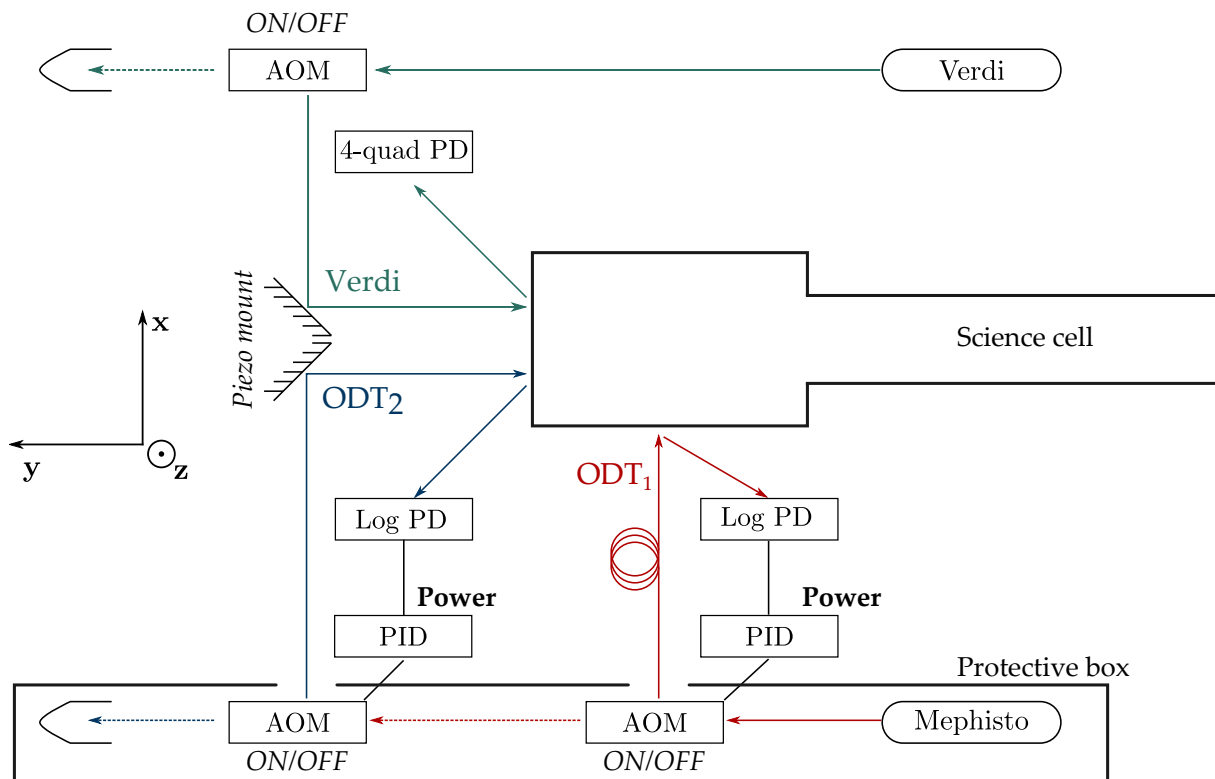 ON/OFF
AOM
Verdi
4-quad PD
Verdi
Piezo mount
Science cell
x
ODT2
y
z
ODT1
Log PD
Log PD
Power
Power
PID
PID
Protective box
AOM
AOM
Mephisto
ON/OFF
ON/OFF